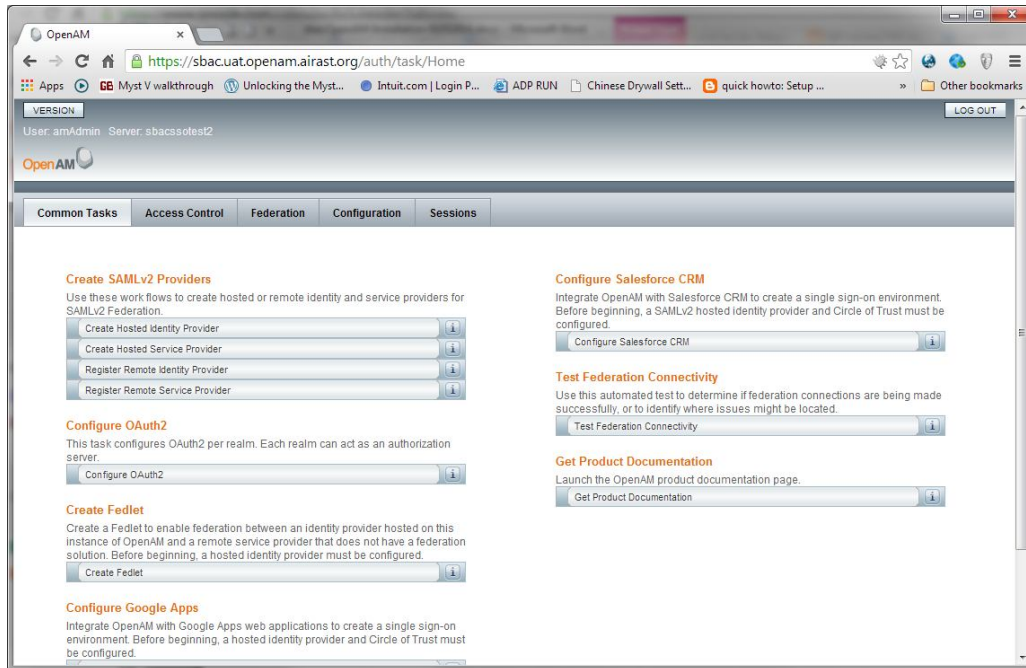 OpenAM
https://sbac.uat.openam.airast.org/auth/task/Home
Apps
GB Myst V walkthrough
Unlocking the Myst...
Intuit.com | Login P...
ADP RUN
Chinese Drywall Sett...
quick howto: Setup ...
»
Other bookmarks
VERSION
LOG OUT
User: amAdmin Server: sbacssotest2
OpenAM
Common Tasks
Access Control
Federation
Configuration
Sessions
Create SAMLv2 Providers
Use these work flows to create hosted or remote identity and service providers for
SAMLv2 Federation.
Create Hosted Identity Provider
Create Hosted Service Provider
Register Remote Identity Provider
Register Remote Service Provider
Configure OAuth2
This task configures OAuth2 per realm. Each realm can act as an authorization
server.
Configure OAuth2
Create Fedlet
Create a Fedlet to enable federation between an identity provider hosted on this
instance of OpenAM and a remote service provider that does not have a federation
solution. Before beginning, a hosted identity provider must be configured.
Create Fedlet
Configure Google Apps
Integrate OpenAM with Google Apps web applications to create a single sign-on
environment. Before beginning, a hosted identity provider and Circle of Trust must
be configured.
Configure Salesforce CRM
Integrate OpenAM with Salesforce CRM to create a single sign-on environment.
Before beginning, a SAMLv2 hosted identity provider and Circle of Trust must be
configured.
Configure Salesforce CRM
Test Federation Connectivity
Use this automated test to determine if federation connections are being made
successfully, or to identify where issues might be located.
Test Federation Connectivity
Get Product Documentation
Launch the OpenAM product documentation page.
Get Product Documentation